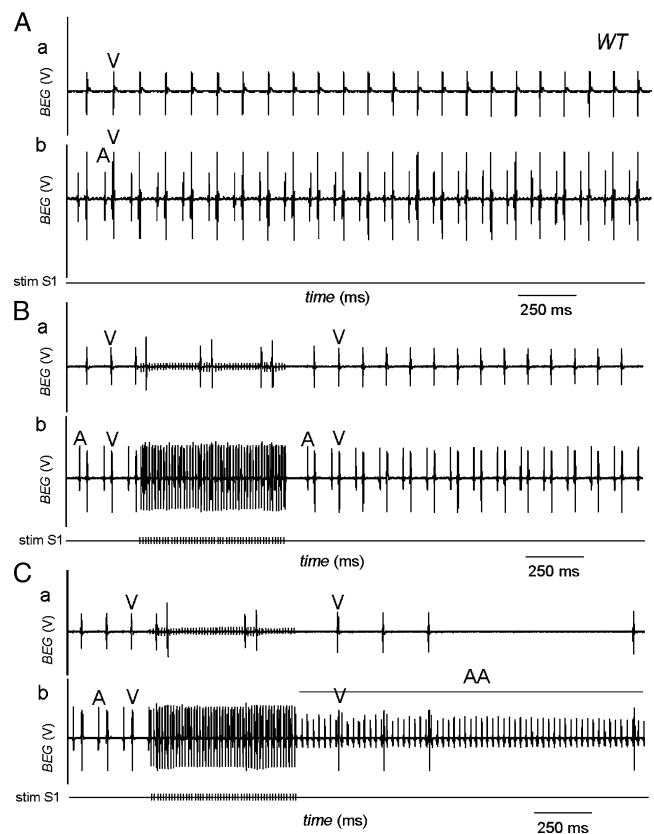 A
a
WT
V
BEG (V)
b
V
A
BEG (V)
stim S1
time (ms)
250 ms
B
a
V
V
BEG (V)
b
A
V
A
V
BEG (V)
stim S1
time (ms)
250 ms
C
a
V
V
BEG (V)
AA
b
A
V
V
BEG (V)
stim S1
time (ms)
250 ms